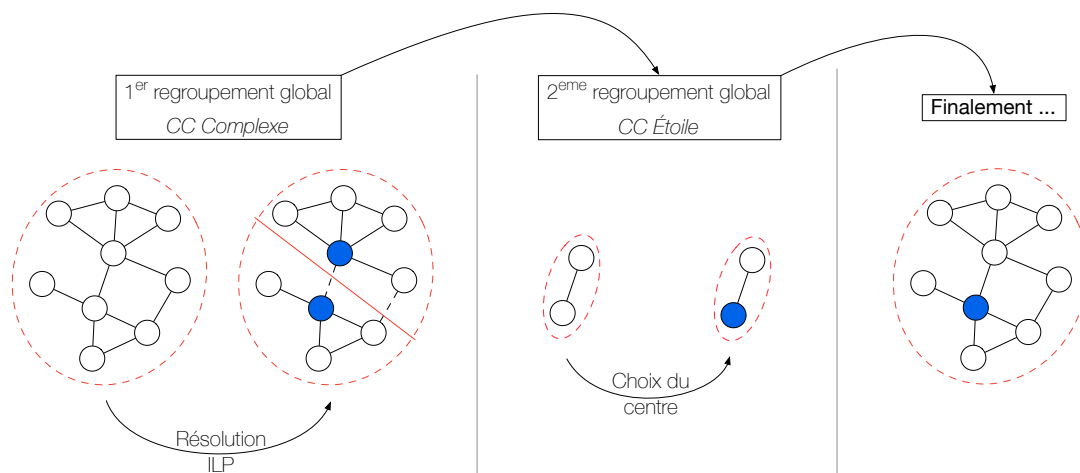 1er regroupement global
CC Complexe
2eme regroupement global
CC Étoile
Finalement ...
Résolution
ILP
Choix du
centre